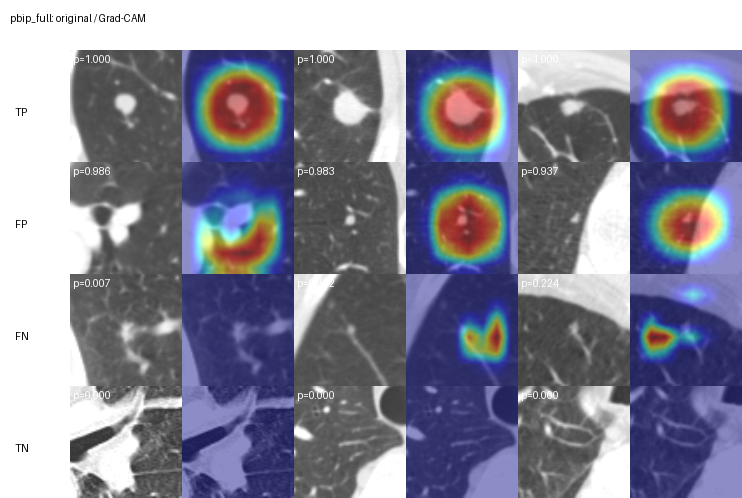 pbip_full: original / Grad-CAM
p=1.000 p=1.000 p=1.000
TP
p=0.986 p=0.983 p=0.937
FP
p=0.007 p=0.224
FN
p=0.000 p=0.000 p=0.000
TN